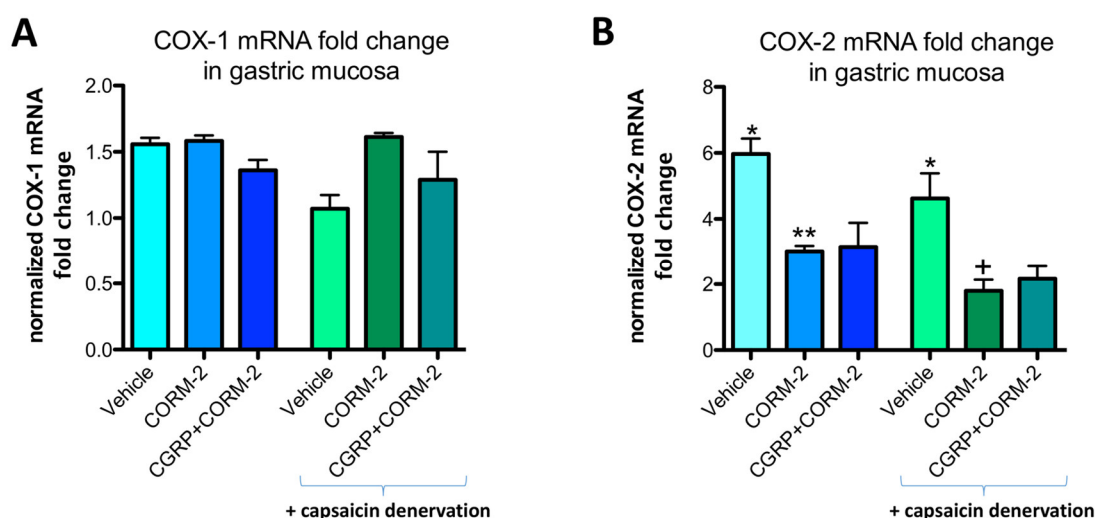 A
COX-1 mRNA fold change
in gastric mucosa
normalized COX-1 mRNA
fold change
2.0
1.5
1.0
0.5
0.0
Vehicle
CORM-2
CGRP+CORM-2
Vehicle
CORM-2
CGRP+CORM-2
+ capsaicin denervation
B
COX-2 mRNA fold change
in gastric mucosa
normalized COX-2 mRNA
fold change
8
6
4
2
0
*
**
*
+
Vehicle
CORM-2
CGRP+CORM-2
Vehicle
CORM-2
CGRP+CORM-2
+ capsaicin denervation